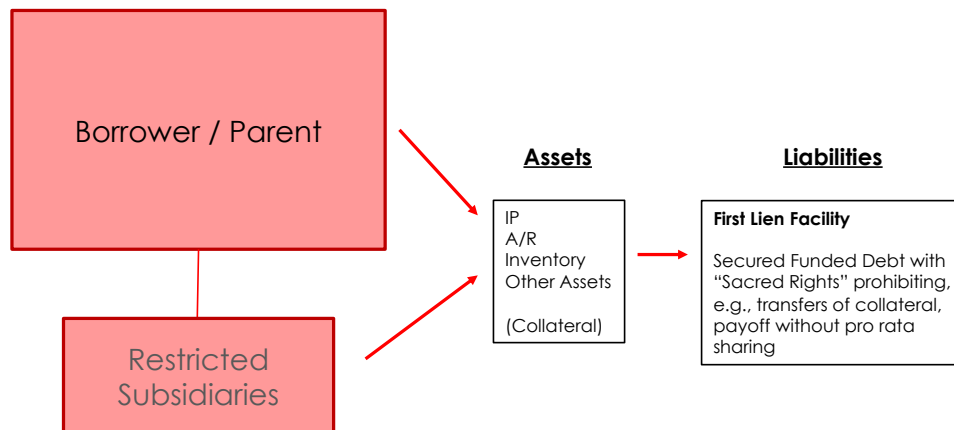 Borrower / Parent
Restricted
Subsidiaries
Assets
IP
A/R
Inventory
Other Assets
(Collateral)
Liabilities
First Lien Facility
Secured Funded Debt with
“Sacred Rights” prohibiting,
e.g., transfers of collateral,
payoff without pro rata
sharing